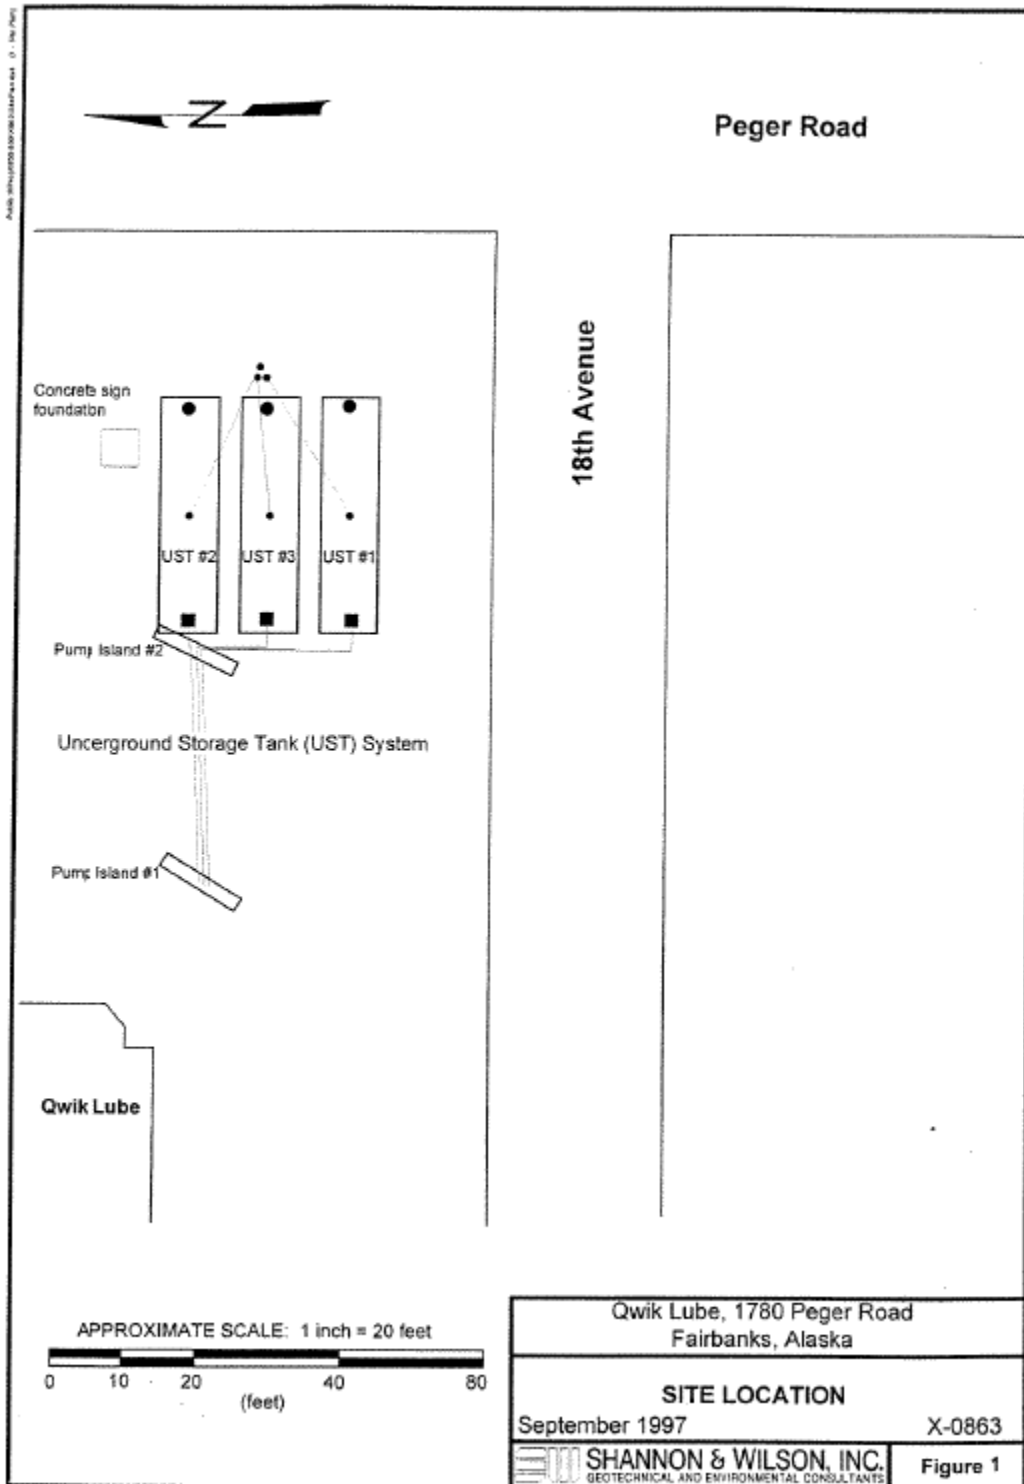 N
Peger Road
Concrete sign
foundation
18th Avenue
UST #2
UST #3
UST #1
Pump Island #2
Uncerground Storage Tank (UST) System
Pump Island #1
Qwik Lube
APPROXIMATE SCALE: 1 inch = 20 feet
0 10 20 40 80
(feet)
Qwik Lube, 1780 Peger Road
Fairbanks, Alaska
SITE LOCATION
September 1997 X-0863
SHANNON & WILSON, INC.
GEOTECHNICAL AND ENVIRONMENTAL CONSULTANTS
Figure 1